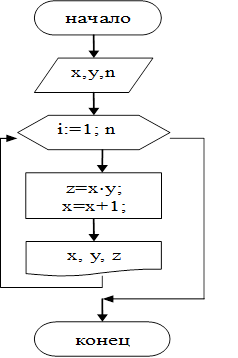 начало
x,y,n
i:=1; n
z=x·y;
x=x+1;
x, y, z
конец